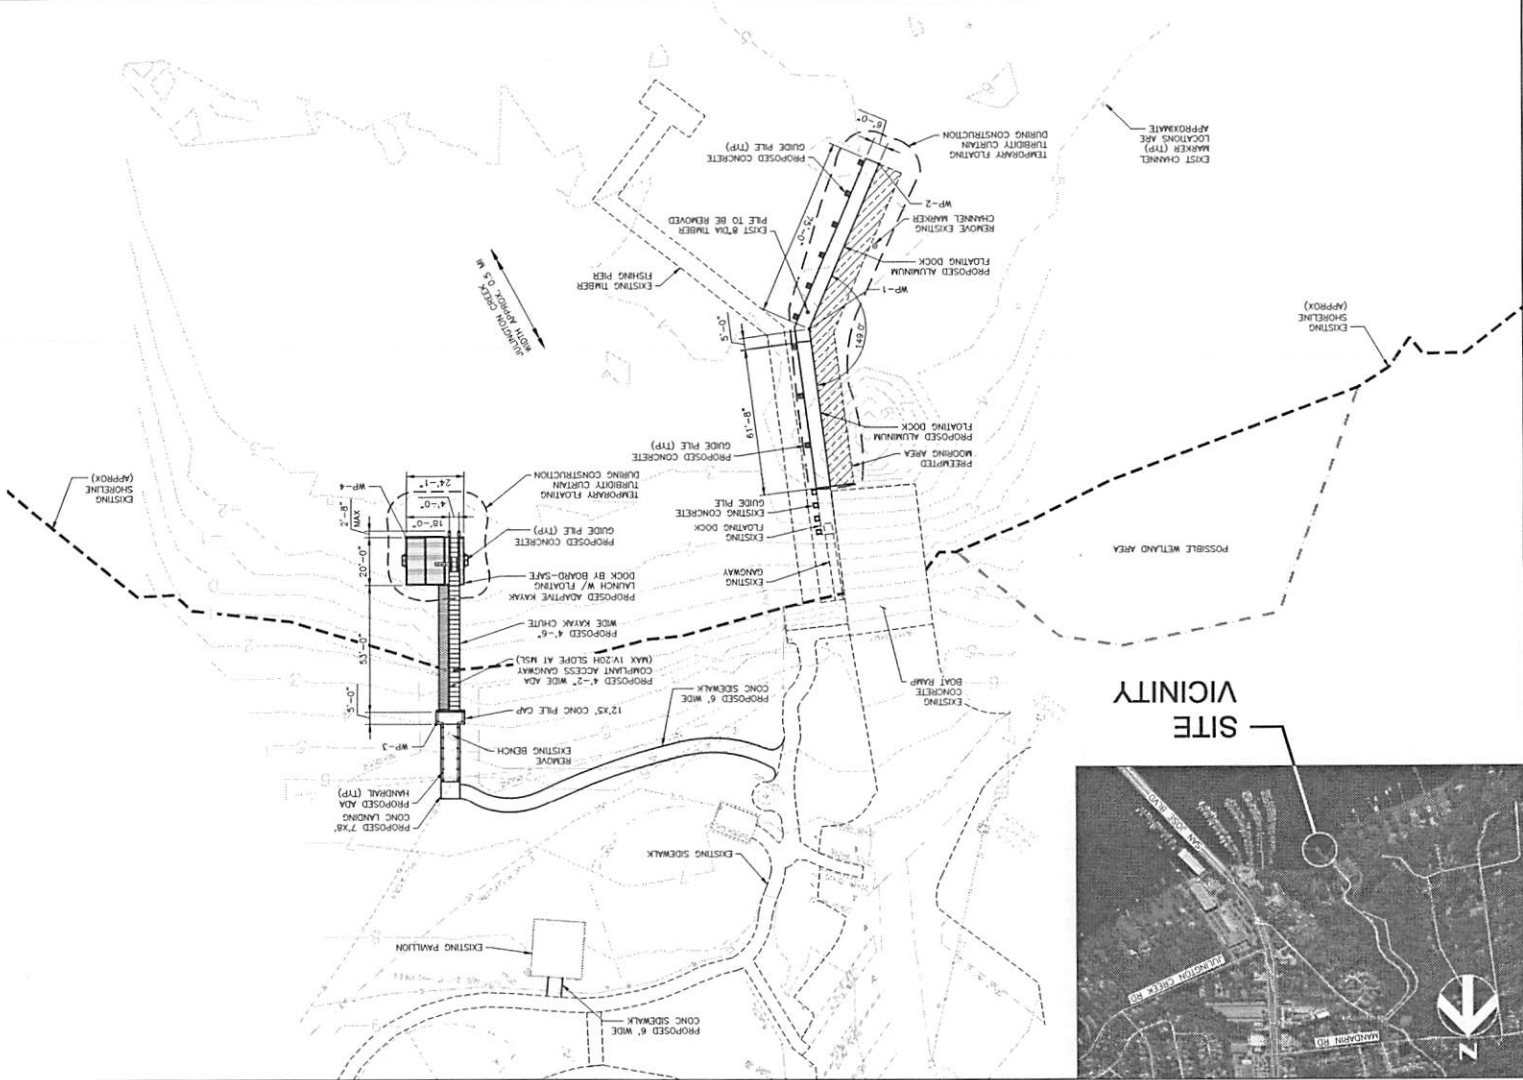 N
MANDARIN RD
JULINGTON CREEK RD
SAN JOSE BLVD
SITE
VICINITY
PROPOSED 6' WIDE
CONC SIDEWALK
EXISTING PAVILLION
EXISTING SIDEWALK
PROPOSED 7'X8'
CONC LANDING
PROPOSED ADA
HANDRAIL (TYP)
REMOVE
EXISTING BENCH
WP-3
12'X5' CONC PILE CAP
5'-0"
PROPOSED 6' WIDE
CONC SIDEWALK
EXISTING
CONCRETE
BOAT RAMP
PROPOSED 4'-2" WIDE ADA
COMPLIANT ACCESS GANGWAY
(MAX 1V:20H SLOPE AT MSL)
53'-0"
PROPOSED 4'-6"
WIDE KAYAK CHUTE
PROPOSED ADAPTIVE KAYAK
LAUNCH W/ FLOATING
DOCK BY BOARD-SAFE
20'-0"
PROPOSED CONCRETE
GUIDE PILE (TYP)
2'-8"
MAX
18'-0"
4'-0"
24'-1"
WP-4
TEMPORARY FLOATING
TURBIDITY CURTAIN
DURING CONSTRUCTION
EXISTING
SHORELINE
(APPROX)
POSSIBLE WETLAND AREA
EXISTING
GANGWAY
EXISTING
FLOATING DOCK
EXISTING CONCRETE
GUIDE PILE
PREEMPTED
MOORING AREA
PROPOSED CONCRETE
GUIDE PILE (TYP)
PROPOSED ALUMINUM
FLOATING DOCK
61'-8"
5'-0"
149.0°
EXISTING
SHORELINE
(APPROX)
JULINGTON CREEK
WIDTH APPROX. 0.5 MI
EXISTING TIMBER
FISHING PIER
WP-1
PROPOSED ALUMINUM
FLOATING DOCK
EXIST 8"DIA TIMBER
PILE TO BE REMOVED
75'-0"
REMOVE EXISTING
CHANNEL MARKER
WP-2
PROPOSED CONCRETE
GUIDE PILE (TYP)
6'-0"
TEMPORARY FLOATING
TURBIDITY CURTAIN
DURING CONSTRUCTION
EXIST CHANNEL
MARKER (TYP)
LOCATIONS ARE
APPROXIMATE